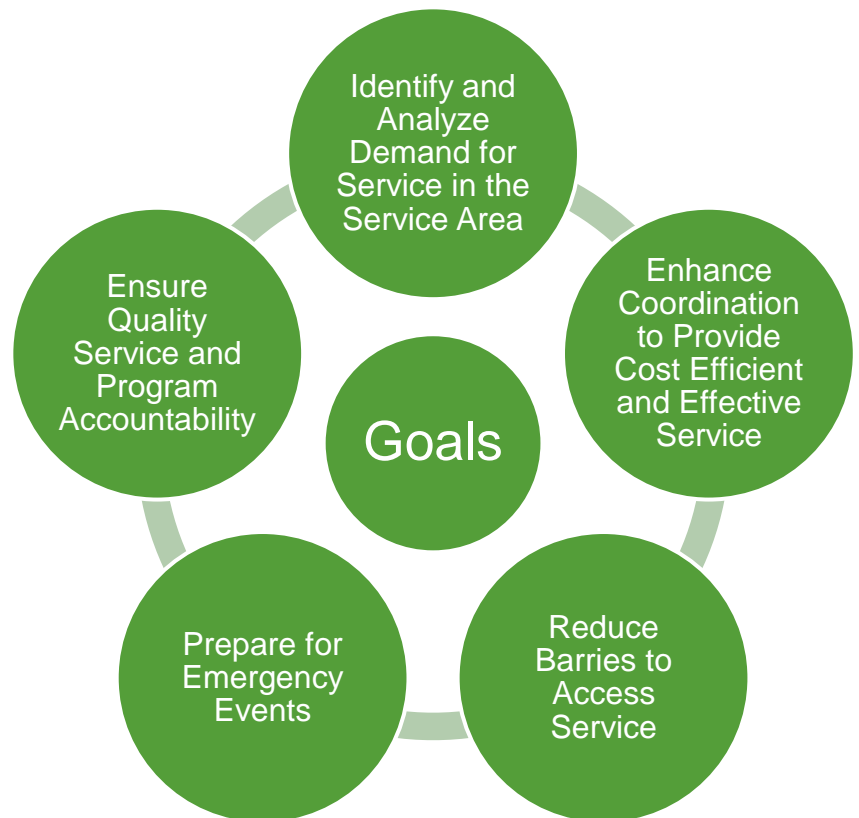 Identify and
Analyze
Demand for
Service in the
Service Area
Enhance
Coordination
to Provide
Cost Efficient
and Effective
Service
Reduce
Barries to
Access
Service
Prepare for
Emergency
Events
Ensure
Quality
Service and
Program
Accountability
Goals